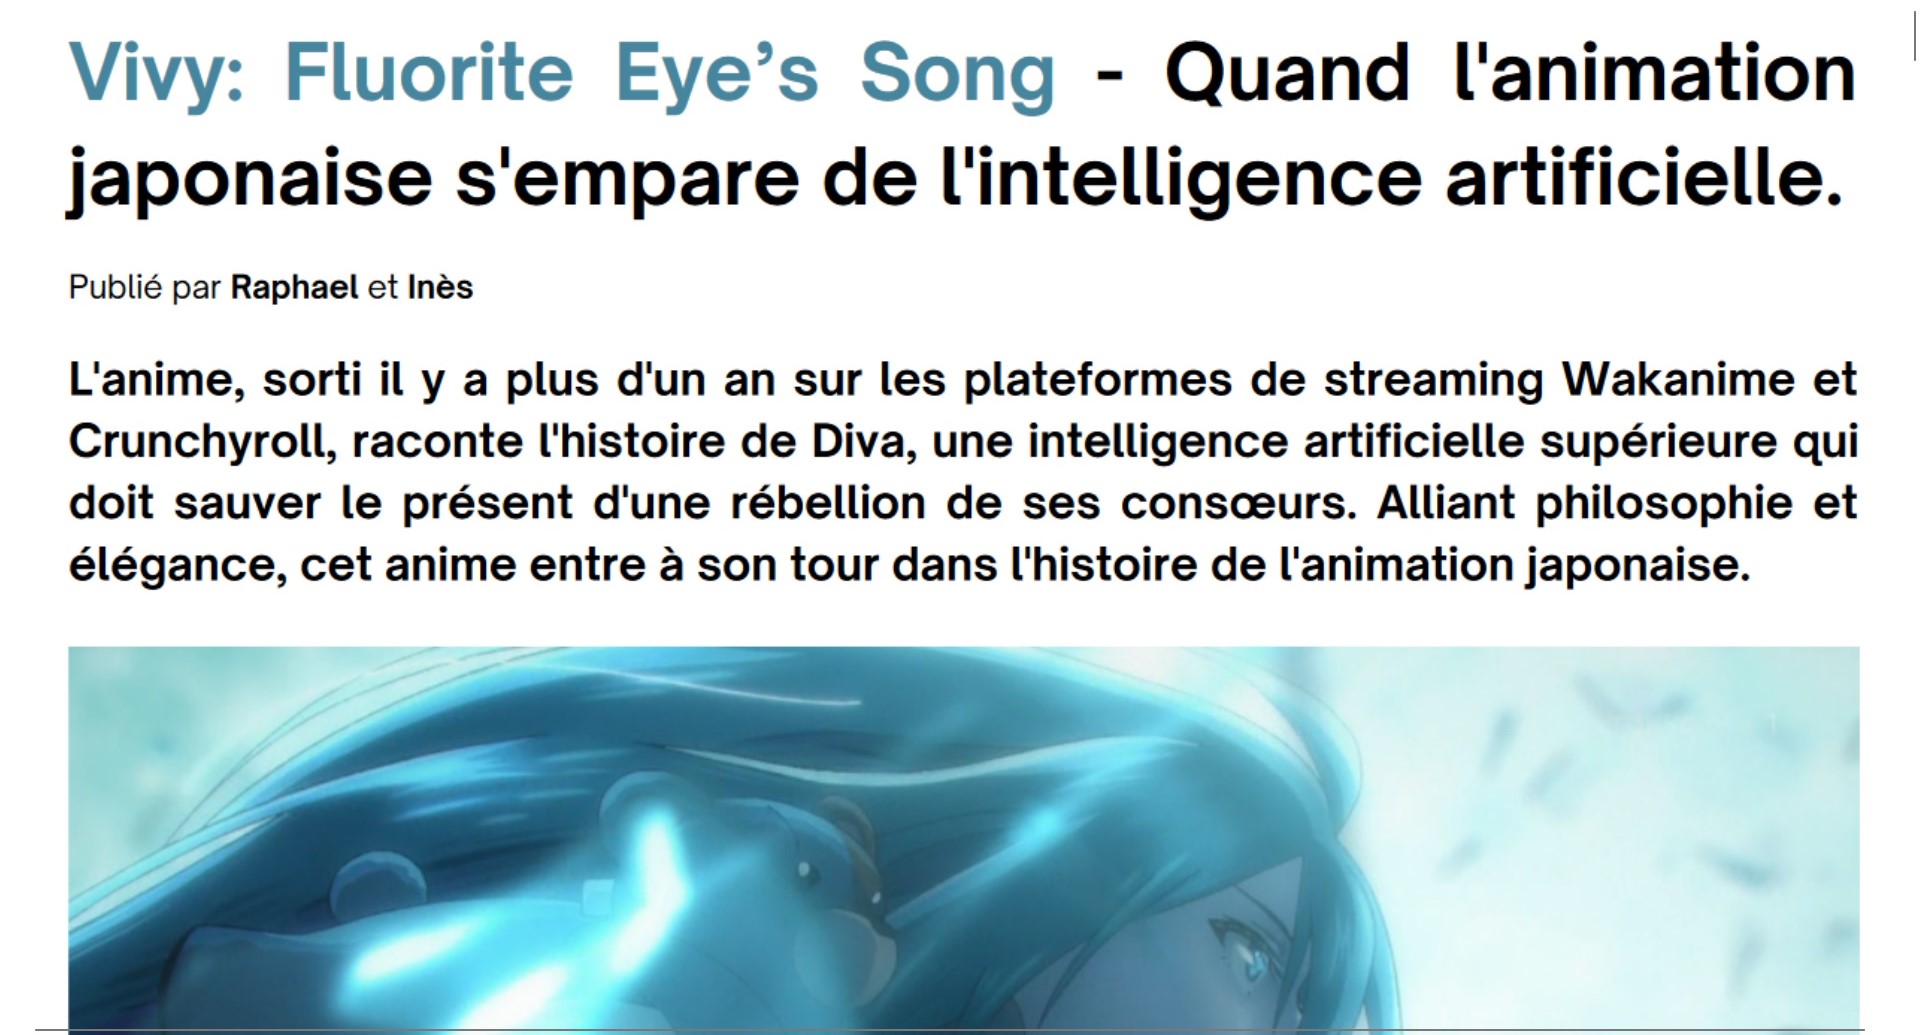 Vivy: Fluorite Eye’s Song - Quand l'animation
japonaise s'empare de l'intelligence artificielle.
Publié par Raphael et Inès
L'anime, sorti il y a plus d'un an sur les plateformes de streaming Wakanime et
Crunchyroll, raconte l'histoire de Diva, une intelligence artificielle supérieure qui
doit sauver le présent d'une rébellion de ses consœurs. Alliant philosophie et
élégance, cet anime entre à son tour dans l'histoire de l'animation japonaise.